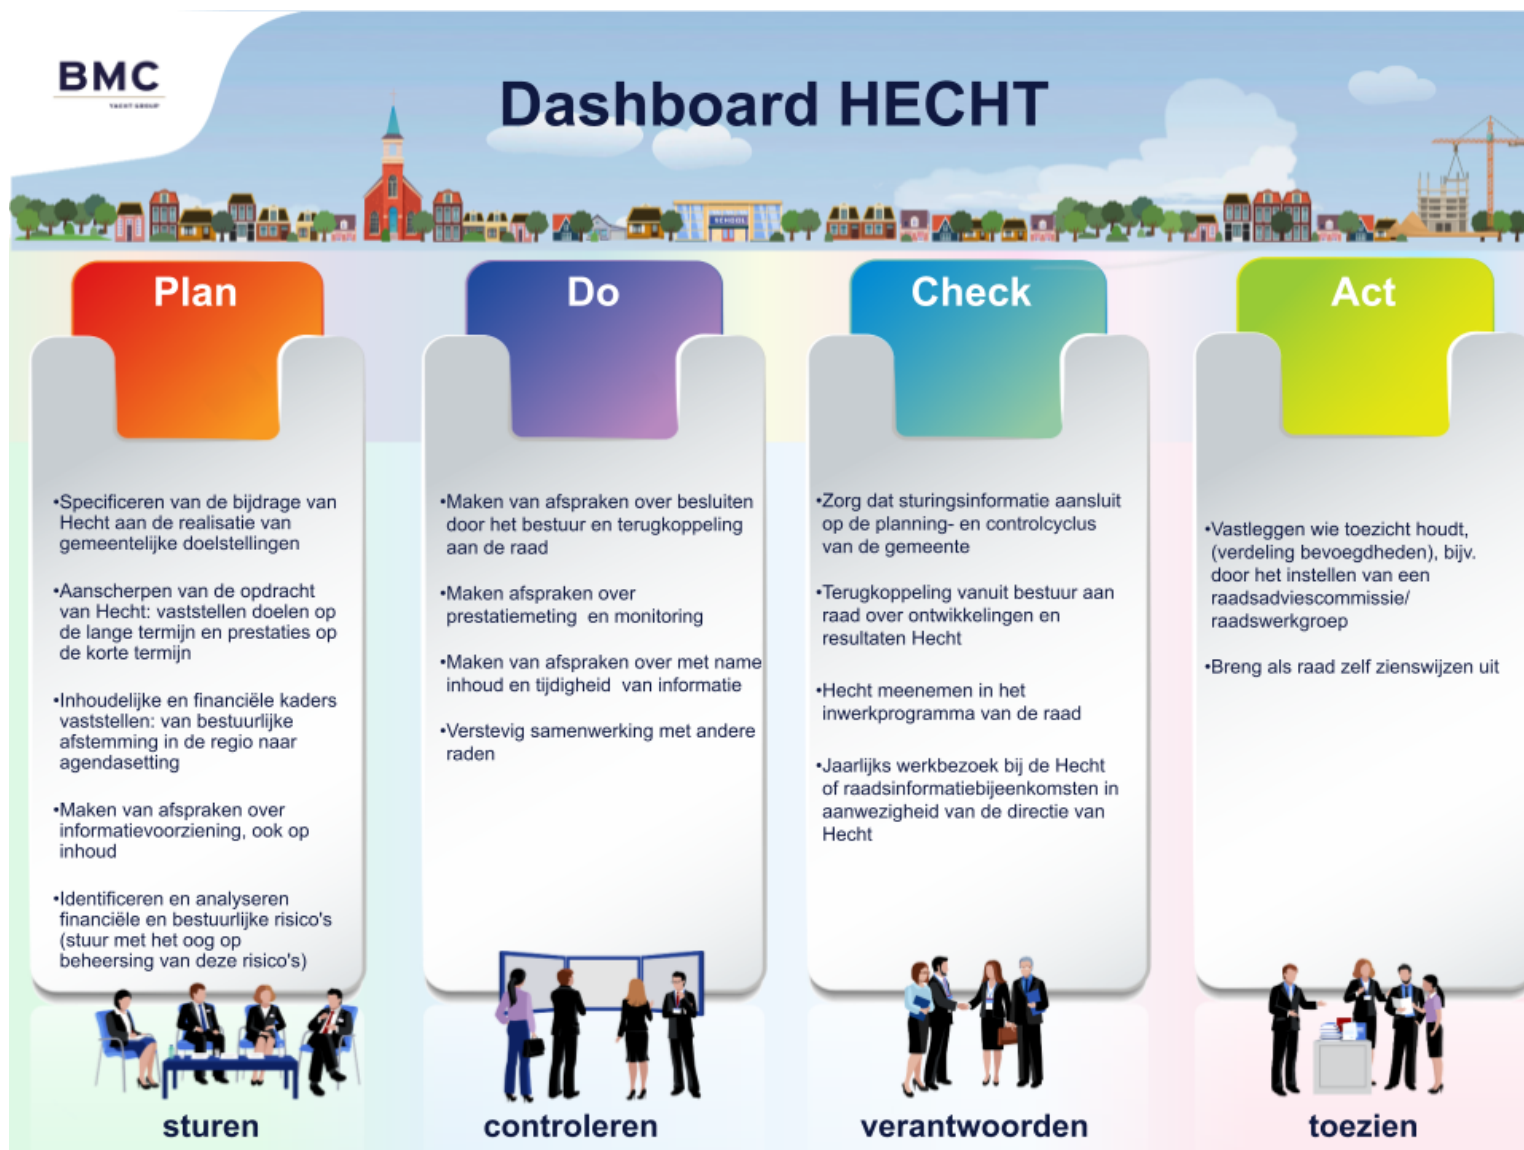 BMC
YACHT GROUP
Dashboard HECHT
SCHOOL
Plan
•Specificeren van de bijdrage van
Hecht aan de realisatie van
gemeentelijke doelstellingen
•Aanscherpen van de opdracht
van Hecht: vaststellen doelen op
de lange termijn en prestaties op
de korte termijn
•Inhoudelijke en financiële kaders
vaststellen: van bestuurlijke
afstemming in de regio naar
agendasetting
•Maken van afspraken over
informatievoorziening, ook op
inhoud
•Identificeren en analyseren
financiële en bestuurlijke risico's
(stuur met het oog op
beheersing van deze risico's)
sturen
Do
•Maken van afspraken over besluiten
door het bestuur en terugkoppeling
aan de raad
•Maken afspraken over
prestatiemeting en monitoring
•Maken van afspraken over met name
inhoud en tijdigheid van informatie
•Verstevig samenwerking met andere
raden
controleren
Check
•Zorg dat sturingsinformatie aansluit
op de planning- en controlcyclus
van de gemeente
•Terugkoppeling vanuit bestuur aan
raad over ontwikkelingen en
resultaten Hecht
•Hecht meenemen in het
inwerkprogramma van de raad
•Jaarlijks werkbezoek bij de Hecht
of raadsinformatiebijeenkomsten in
aanwezigheid van de directie van
Hecht
verantwoorden
Act
•Vastleggen wie toezicht houdt,
(verdeling bevoegdheden), bijv.
door het instellen van een
raadsadviescommissie/
raadswerkgroep
•Breng als raad zelf zienswijzen uit
toezien